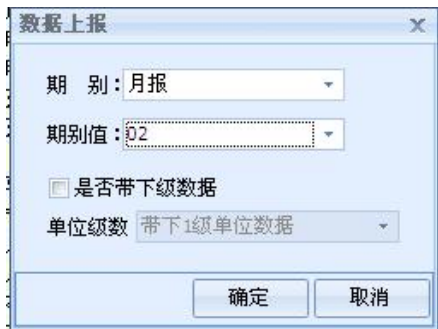 数据上报
期 别：月报
期别值：02
是否带下级数据
单位级数 带下1级单位数据
确定 取消